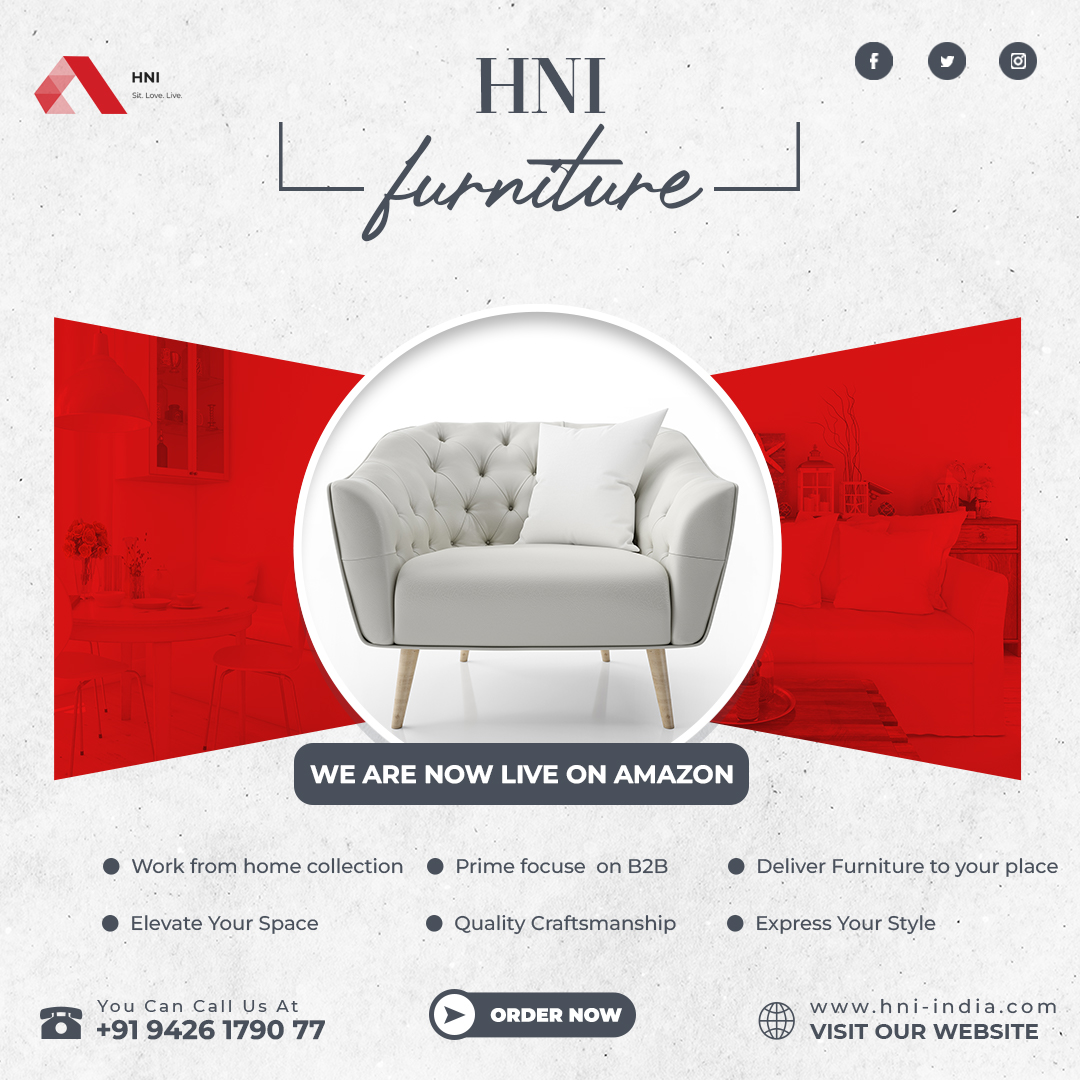 HNI
Sit. Love. Live.
HNI
furniture
WE ARE NOW LIVE ON AMAZON
Work from home collection
Prime focuse on B2B
Deliver Furniture to your place
Elevate Your Space
Quality Craftsmanship
Express Your Style
You Can Call Us At
+91 9426 1790 77
ORDER NOW
www.hni-india.com
VISIT OUR WEBSITE